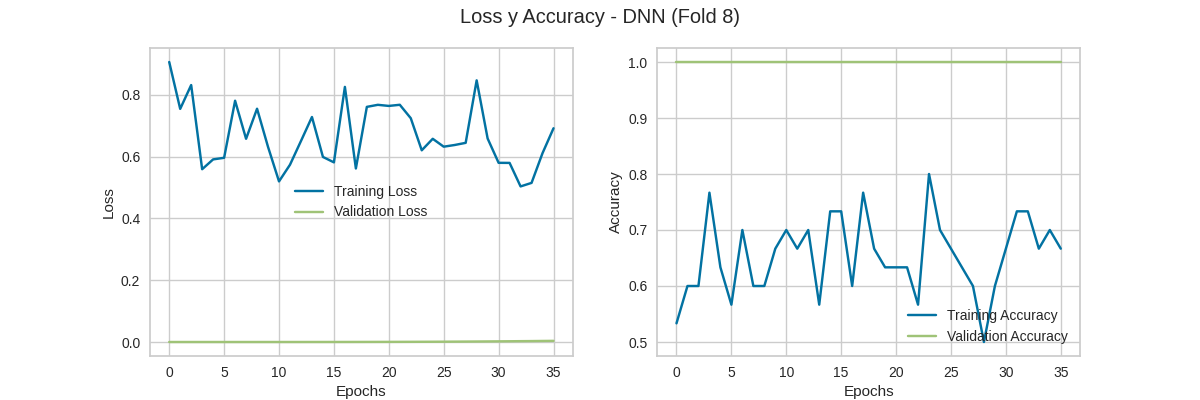 Loss y Accuracy - DNN (Fold 8)
0.8
0.6
0.4
0.2
0.0
Loss
Training Loss
Validation Loss
0 5 10 15 20 25 30 35
Epochs
1.0
0.9
0.8
0.7
0.6
0.5
Accuracy
Training Accuracy
Validation Accuracy
0 5 10 15 20 25 30 35
Epochs